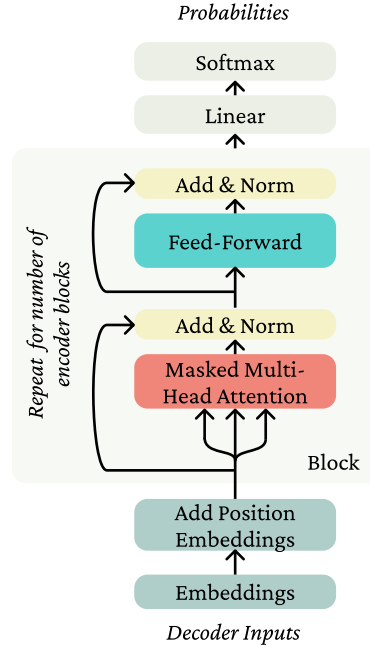 Probabilities
Softmax
Linear
Add & Norm
Feed-Forward
Repeat for number of
encoder blocks
Add & Norm
Masked Multi-
Head Attention
Block
Add Position
Embeddings
Embeddings
Decoder Inputs